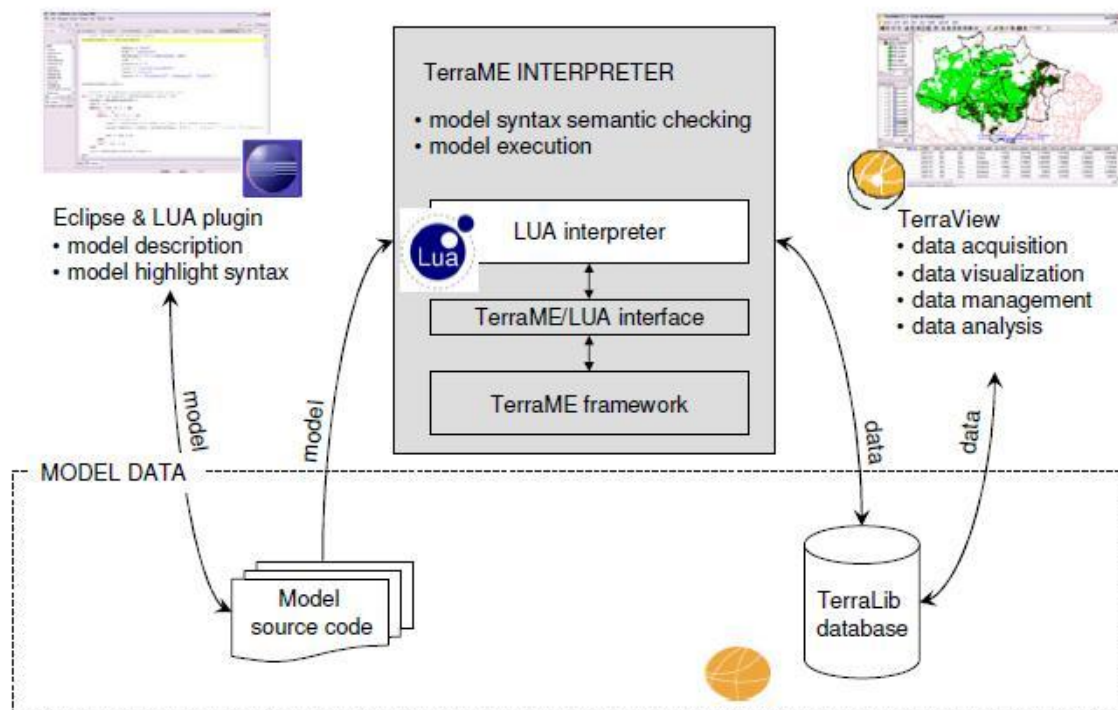 TerraME INTERPRETER
• model syntax semantic checking
• model execution
LUA interpreter
Lua
TerraME/LUA interface
TerraME framework
Eclipse & LUA plugin
• model description
• model highlight syntax
TerraView
• data acquisition
• data visualization
• data management
• data analysis
model
model
data
data
MODEL DATA
Model
source code
TerraLib
database